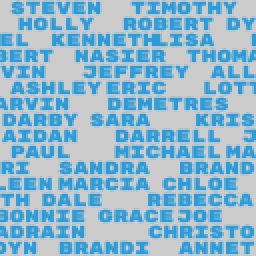 STEVEN TIMOTHY
HOLLY ROBERT DY
EL KENNETH LISA
BERT NASIER THOMA
VIN JEFFREY ALL
ASHLEY ERIC LOTT
ARVIN DEMETRES
DARBY SARA KRIS
AIDAN DARRELL J
PAUL MICHAEL MA
RI SANDRA BRAND
LEEN MARCIA CHLOE
TH DALE REBECCA
BONNIE GRACE JOE
ADRAIN CHRISTO
DYN BRANDI ANNET